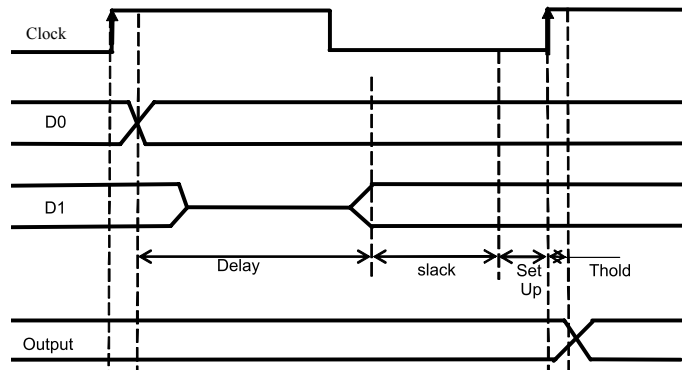 Clock
D0
D1
Delay
slack
Set
Up
Thold
Output